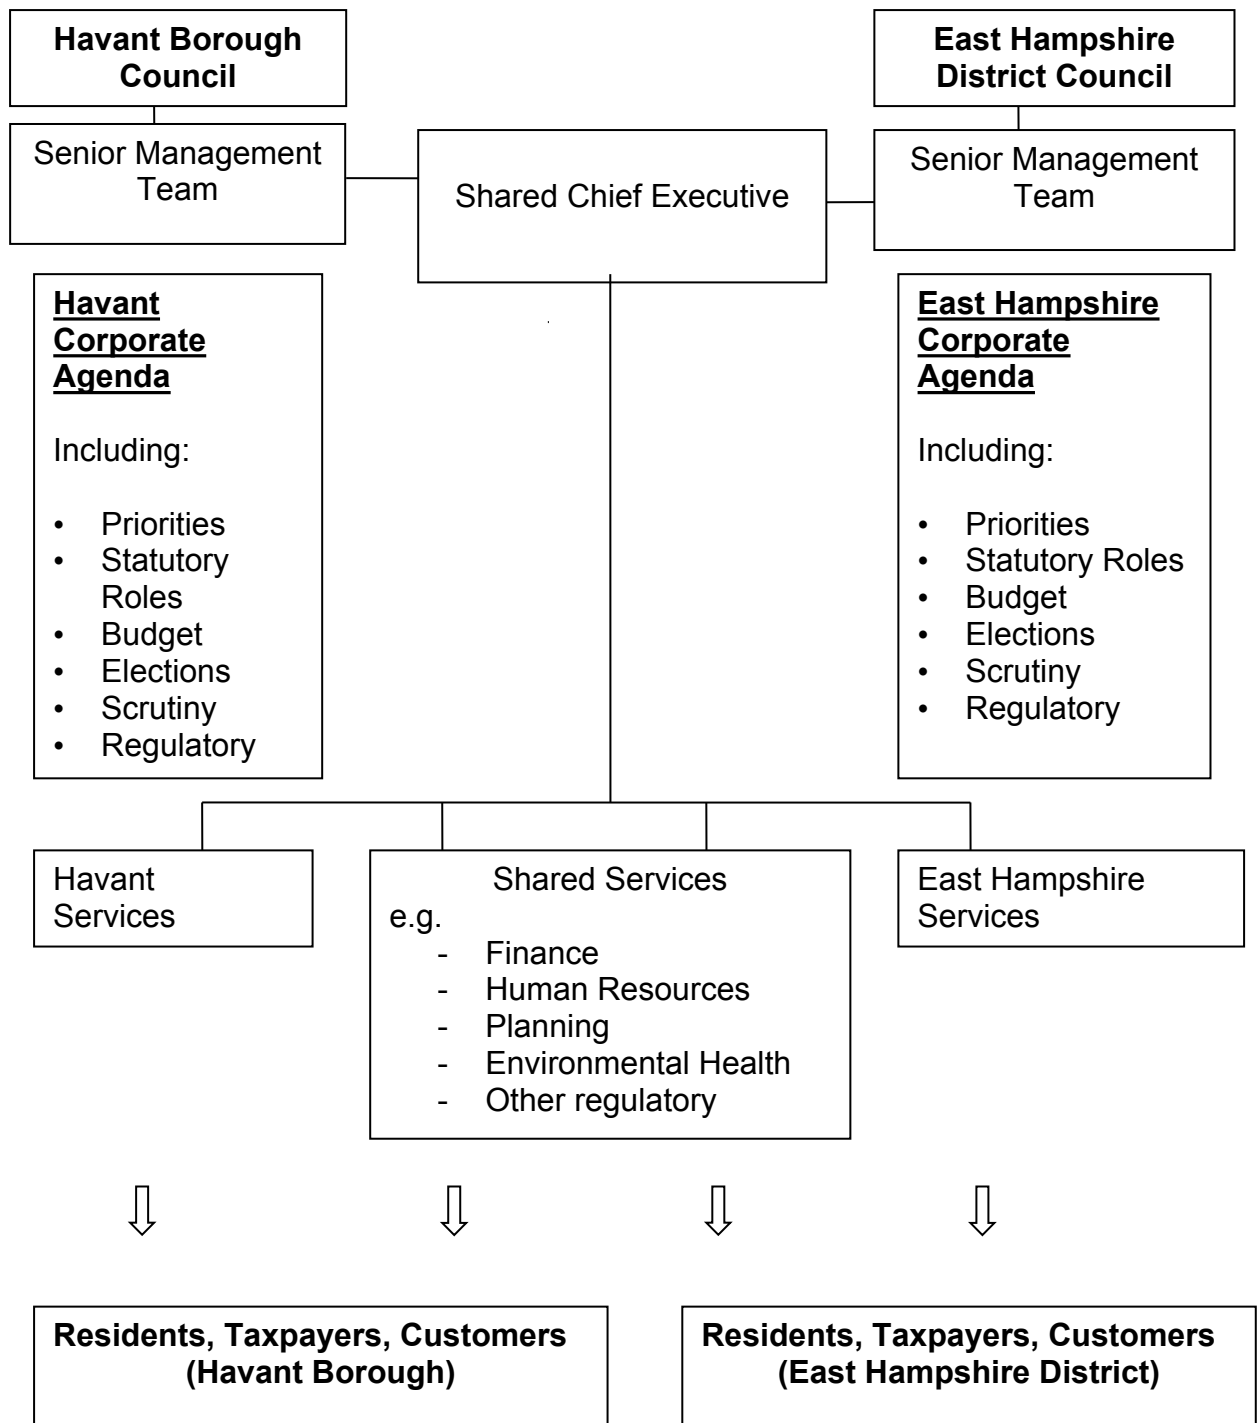 Havant Borough
Council
East Hampshire
District Council
Senior Management
Team
Shared Chief Executive
Senior Management
Team
Havant
Corporate
Agenda
Including:
• Priorities
• Statutory
Roles
• Budget
• Elections
• Scrutiny
• Regulatory
East Hampshire
Corporate
Agenda
Including:
• Priorities
• Statutory Roles
• Budget
• Elections
• Scrutiny
• Regulatory
Havant
Services
Shared Services
e.g.
- Finance
- Human Resources
- Planning
- Environmental Health
- Other regulatory
East Hampshire
Services
Residents, Taxpayers, Customers
(Havant Borough)
Residents, Taxpayers, Customers
(East Hampshire District)